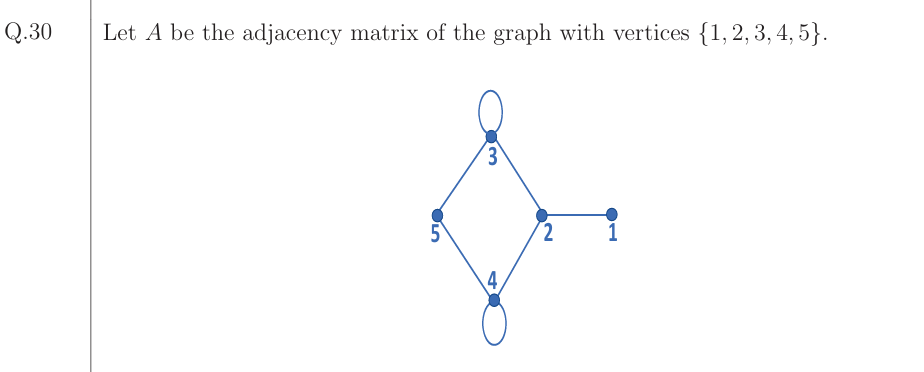 Q.30 Let A be the adjacency matrix of the graph with vertices {1, 2, 3, 4, 5}.
3
5 2 1
4